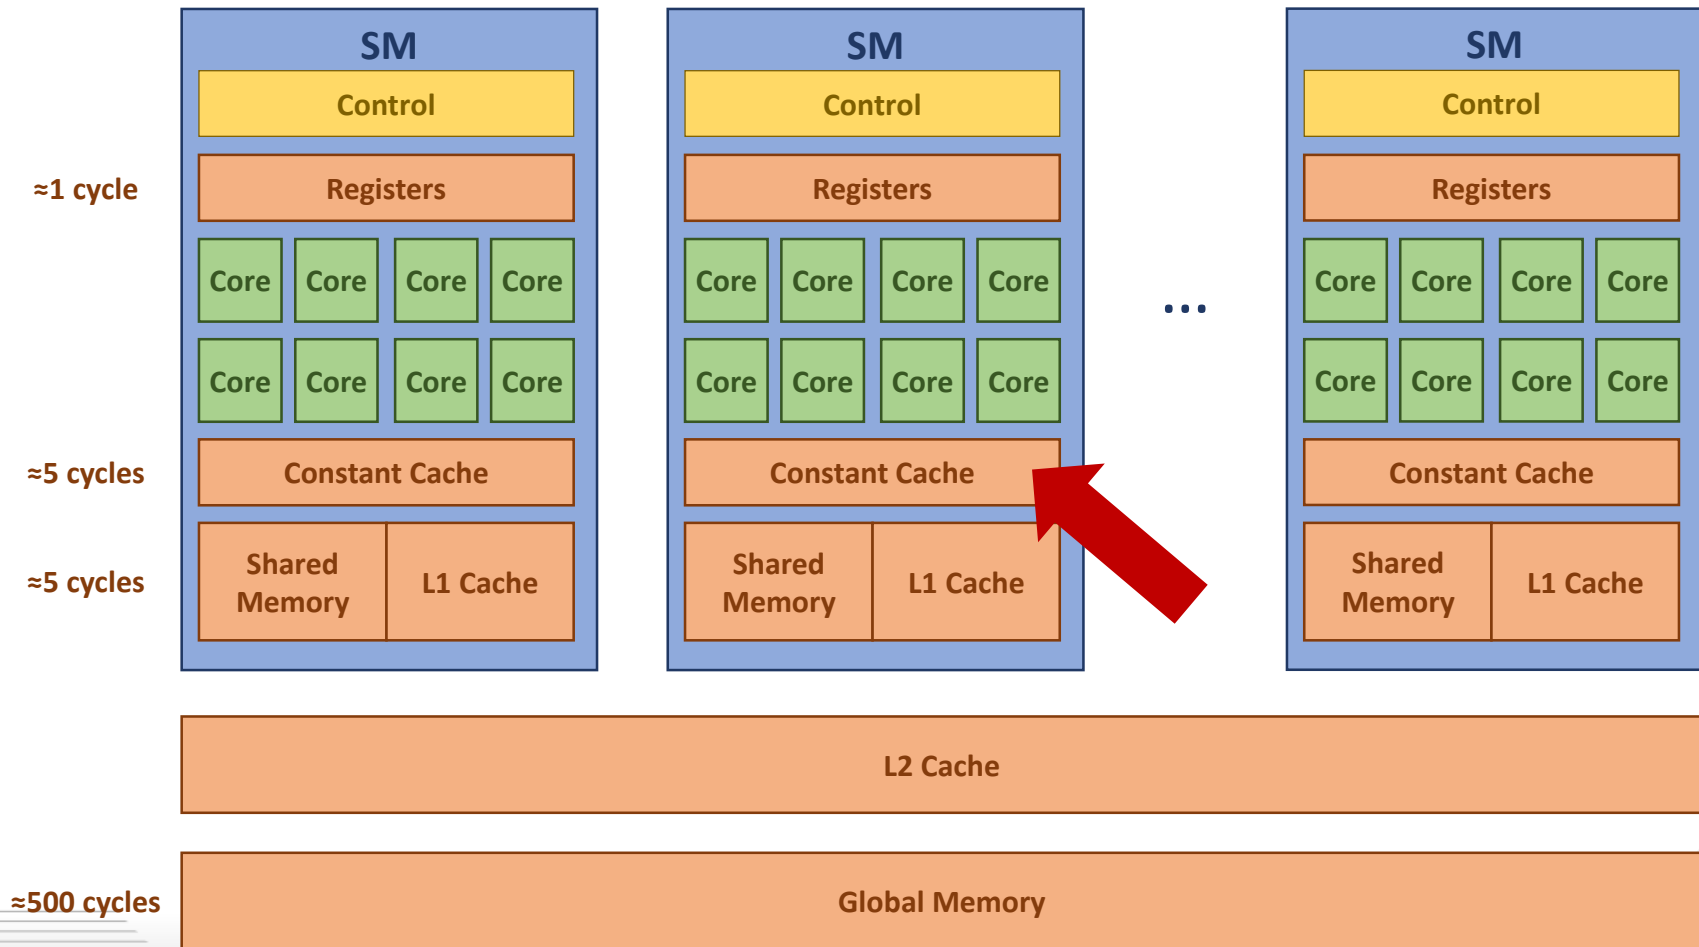 SM SM SM
Control Control Control
≈1 cycle Registers Registers Registers
Core Core Core Core Core Core Core Core ... Core Core Core Core
Core Core Core Core Core Core Core Core Core Core Core Core
≈5 cycles Constant Cache Constant Cache Constant Cache
≈5 cycles Shared Memory L1 Cache Shared Memory L1 Cache Shared Memory L1 Cache
L2 Cache
≈500 cycles Global Memory